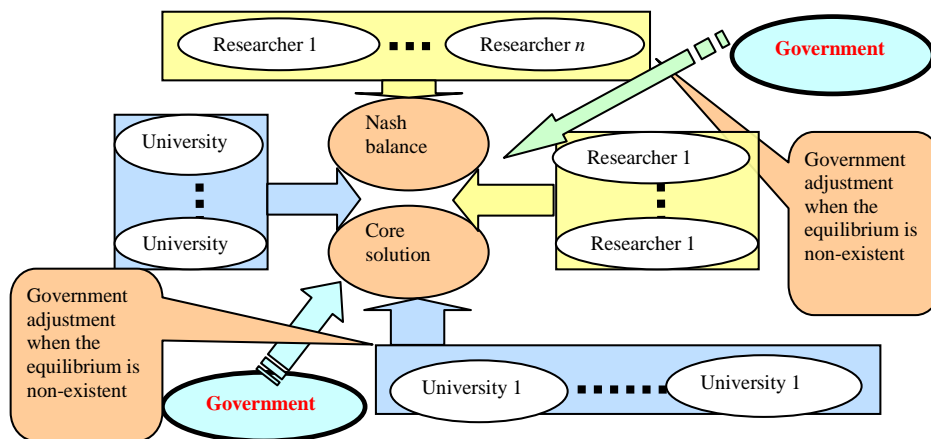 Researcher 1
Researcher n
Government
University
Nash
balance
Researcher 1
Government
adjustment
when the
equilibrium is
non-existent
University
Core
solution
Researcher 1
Government
adjustment
when the
equilibrium is
non-existent
Government
University 1
University 1